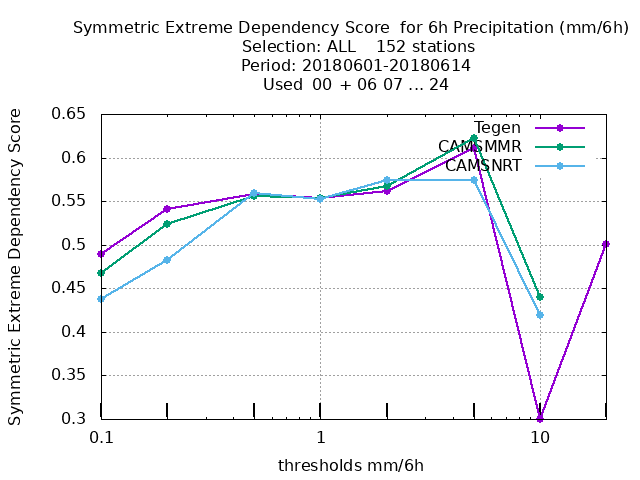 Symmetric Extreme Dependency Score  for 6h Precipitation (mm/6h)
Selection: ALL    152 stations
Period: 20180601-20180614
Used  00 + 06 07 ... 24
Symmetric Extreme Dependency Score
0.65
0.6
0.55
0.5
0.45
0.4
0.35
0.3
Tegen
CAMSMMR
CAMSNRT
0.1
1
10
thresholds mm/6h